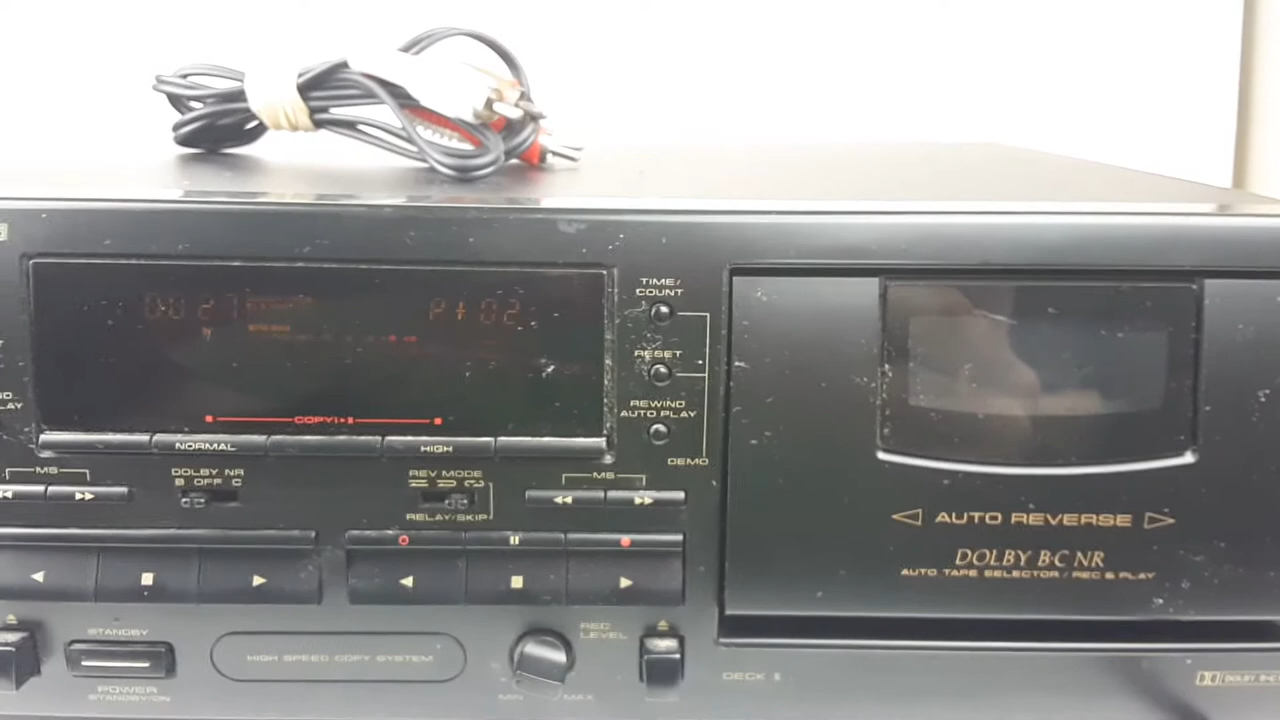 TIME/
COUNT
0027
P+02
RESET
REWIND
AUTO PLAY
COPY I▸II
DEMO
NORMAL
HIGH
MS
DOLBY NR
B OFF C
REV MODE
RELAY/SKIP
MS
AUTO REVERSE
DOLBY B·C NR
AUTO TAPE SELECTOR / REC & PLAY
STANDBY
REC
LEVEL
HIGH SPEED COPY SYSTEM
POWER
STANDBY/ON
MIN
MAX
DECK II
DOLBY B·C